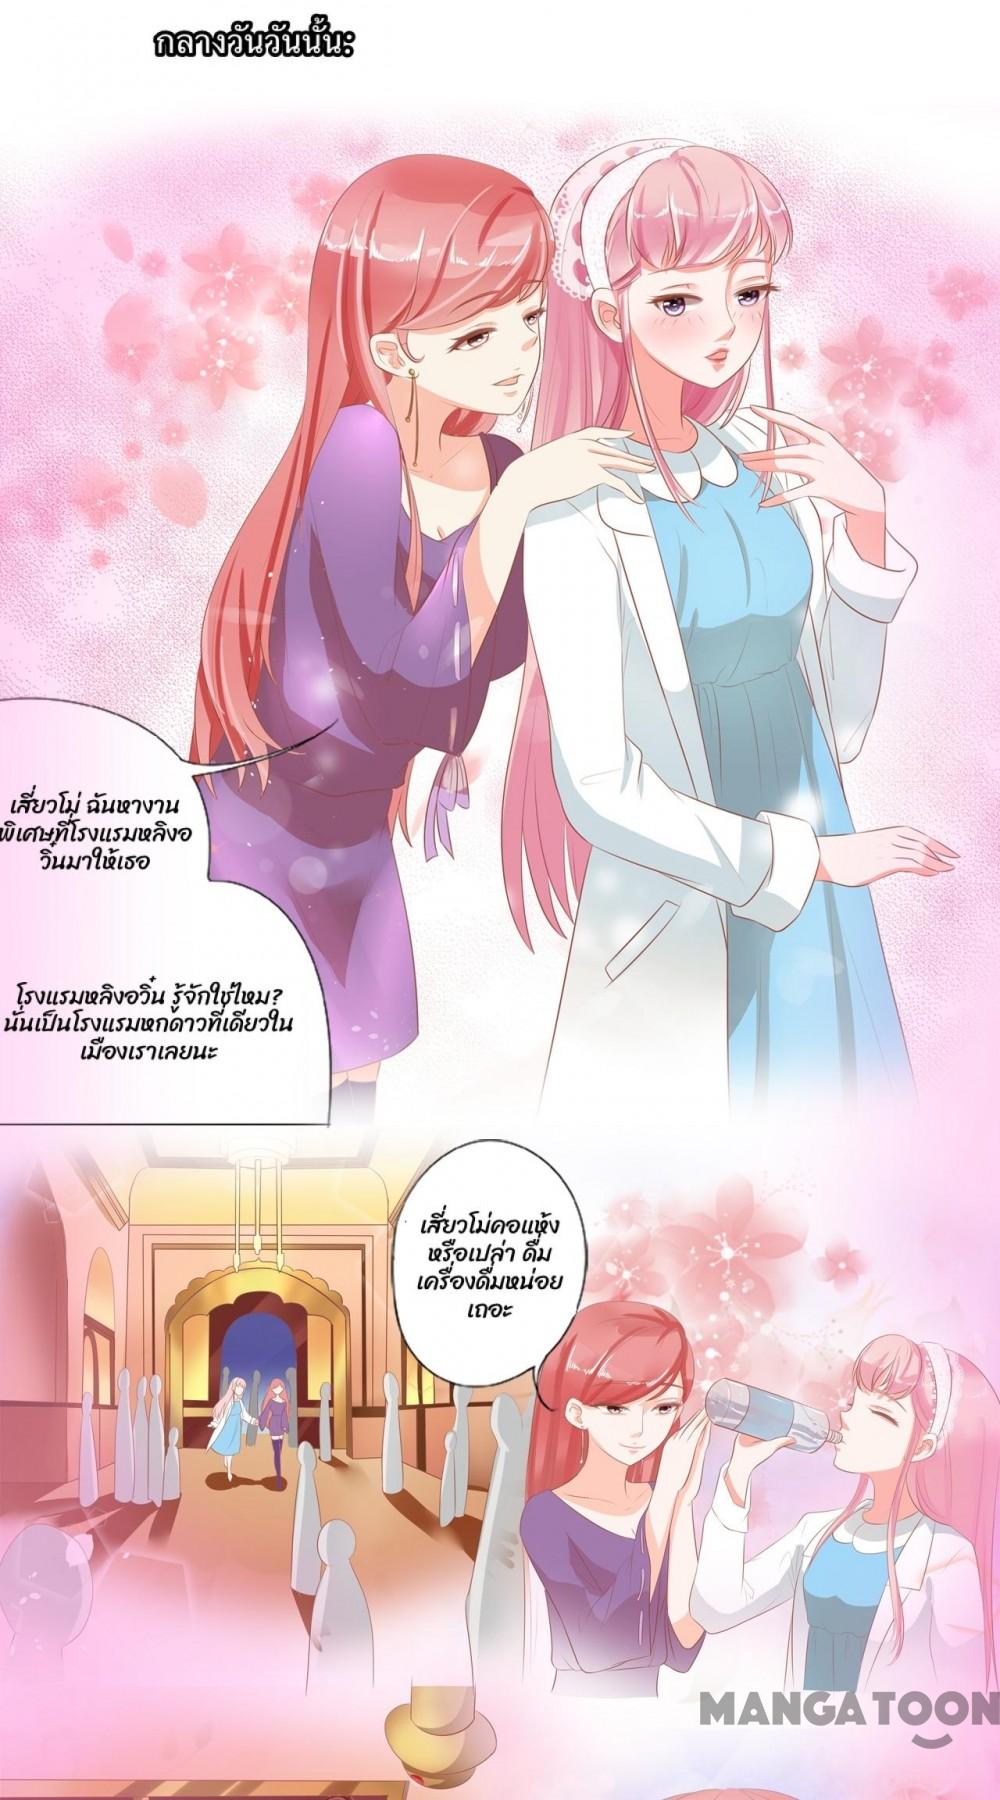 กลางวันวันนั้น:
เสี่ยวโม่ ฉันหางาน
พิเศษที่โรงแรมหลิงอ
วิ๋นมาให้เธอ
โรงแรมหลิงอวิ๋น รู้จักใช่ไหม?
นั่นเป็นโรงแรมหกดาวที่เดียวใน
เมืองเราเลยนะ
เสี่ยวโม่คอแห้ง
หรือเปล่า ดื่ม
เครื่องดื่มหน่อย
เถอะ
MANGATOON